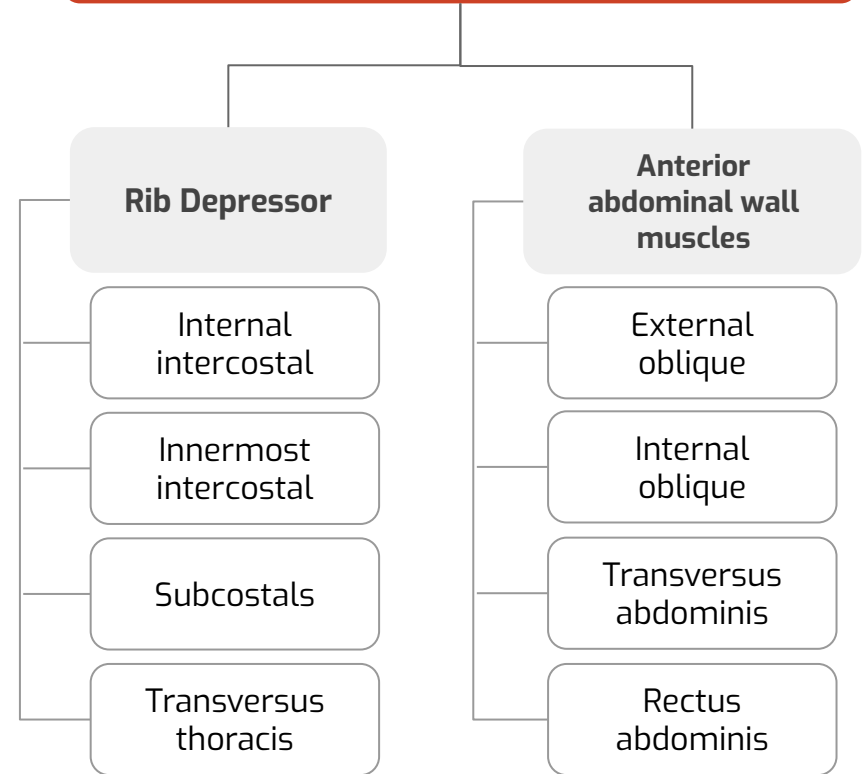 Rib Depressor
Internal
intercostal
Innermost
intercostal
Subcostals
Transversus
thoracis
Anterior
abdominal wall
muscles
External
oblique
Internal
oblique
Transversus
abdominis
Rectus
abdominis